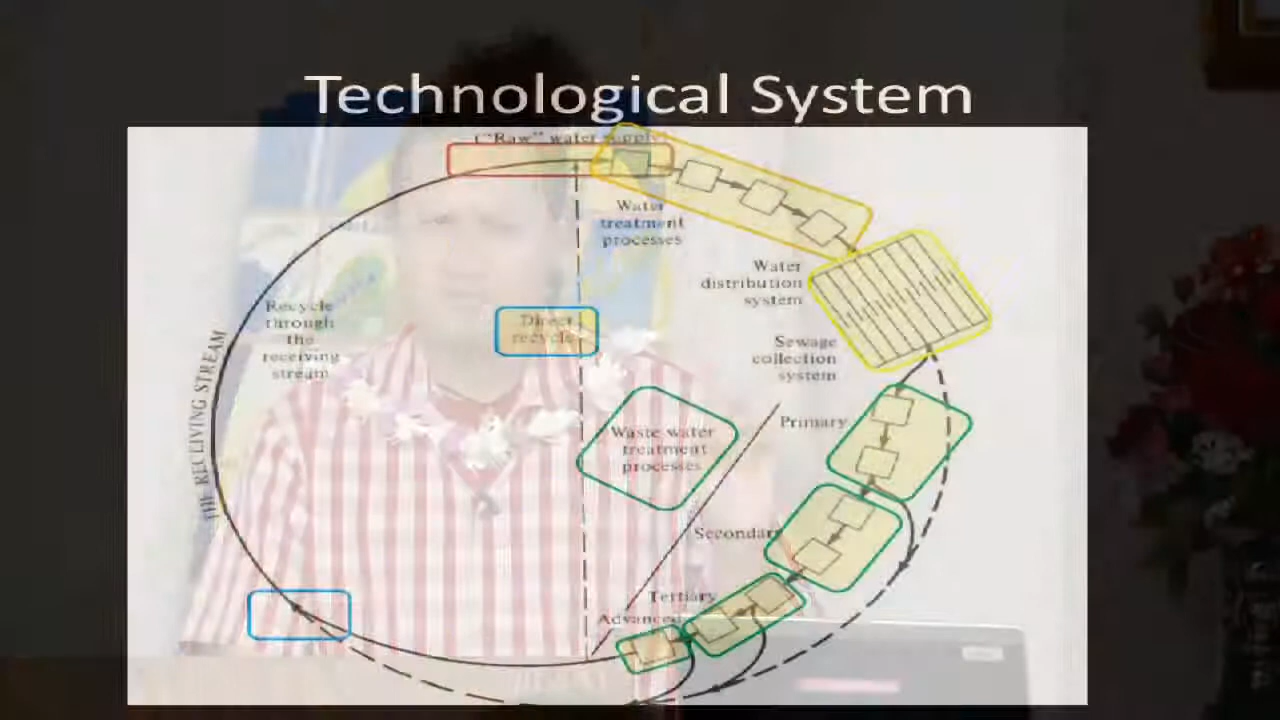 Technological System
("Raw" water supply
Water
treatment
processes
Water
distribution
system
Recycle
through
the
receiving
stream
Direct
recycle
Sewage
collection
system
THE RECEIVING STREAM
Primary
Waste water
treatment
processes
Secondary
Tertiary
Advanced